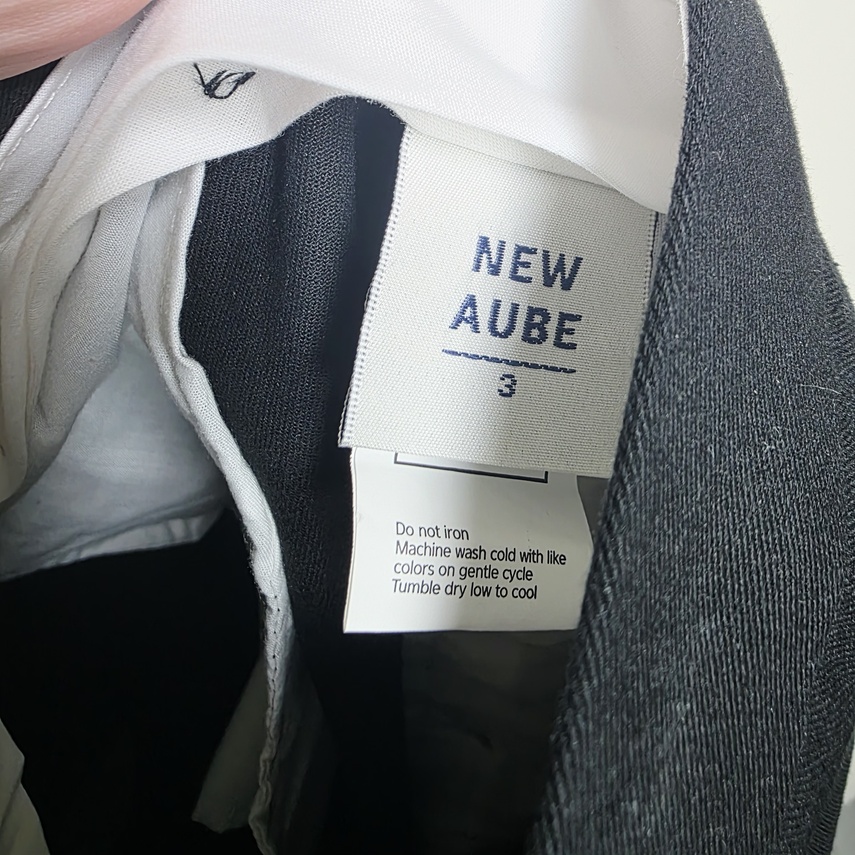 NEW
AUBE
3
Do not iron
Machine wash cold with like
colors on gentle cycle
Tumble dry low to cool